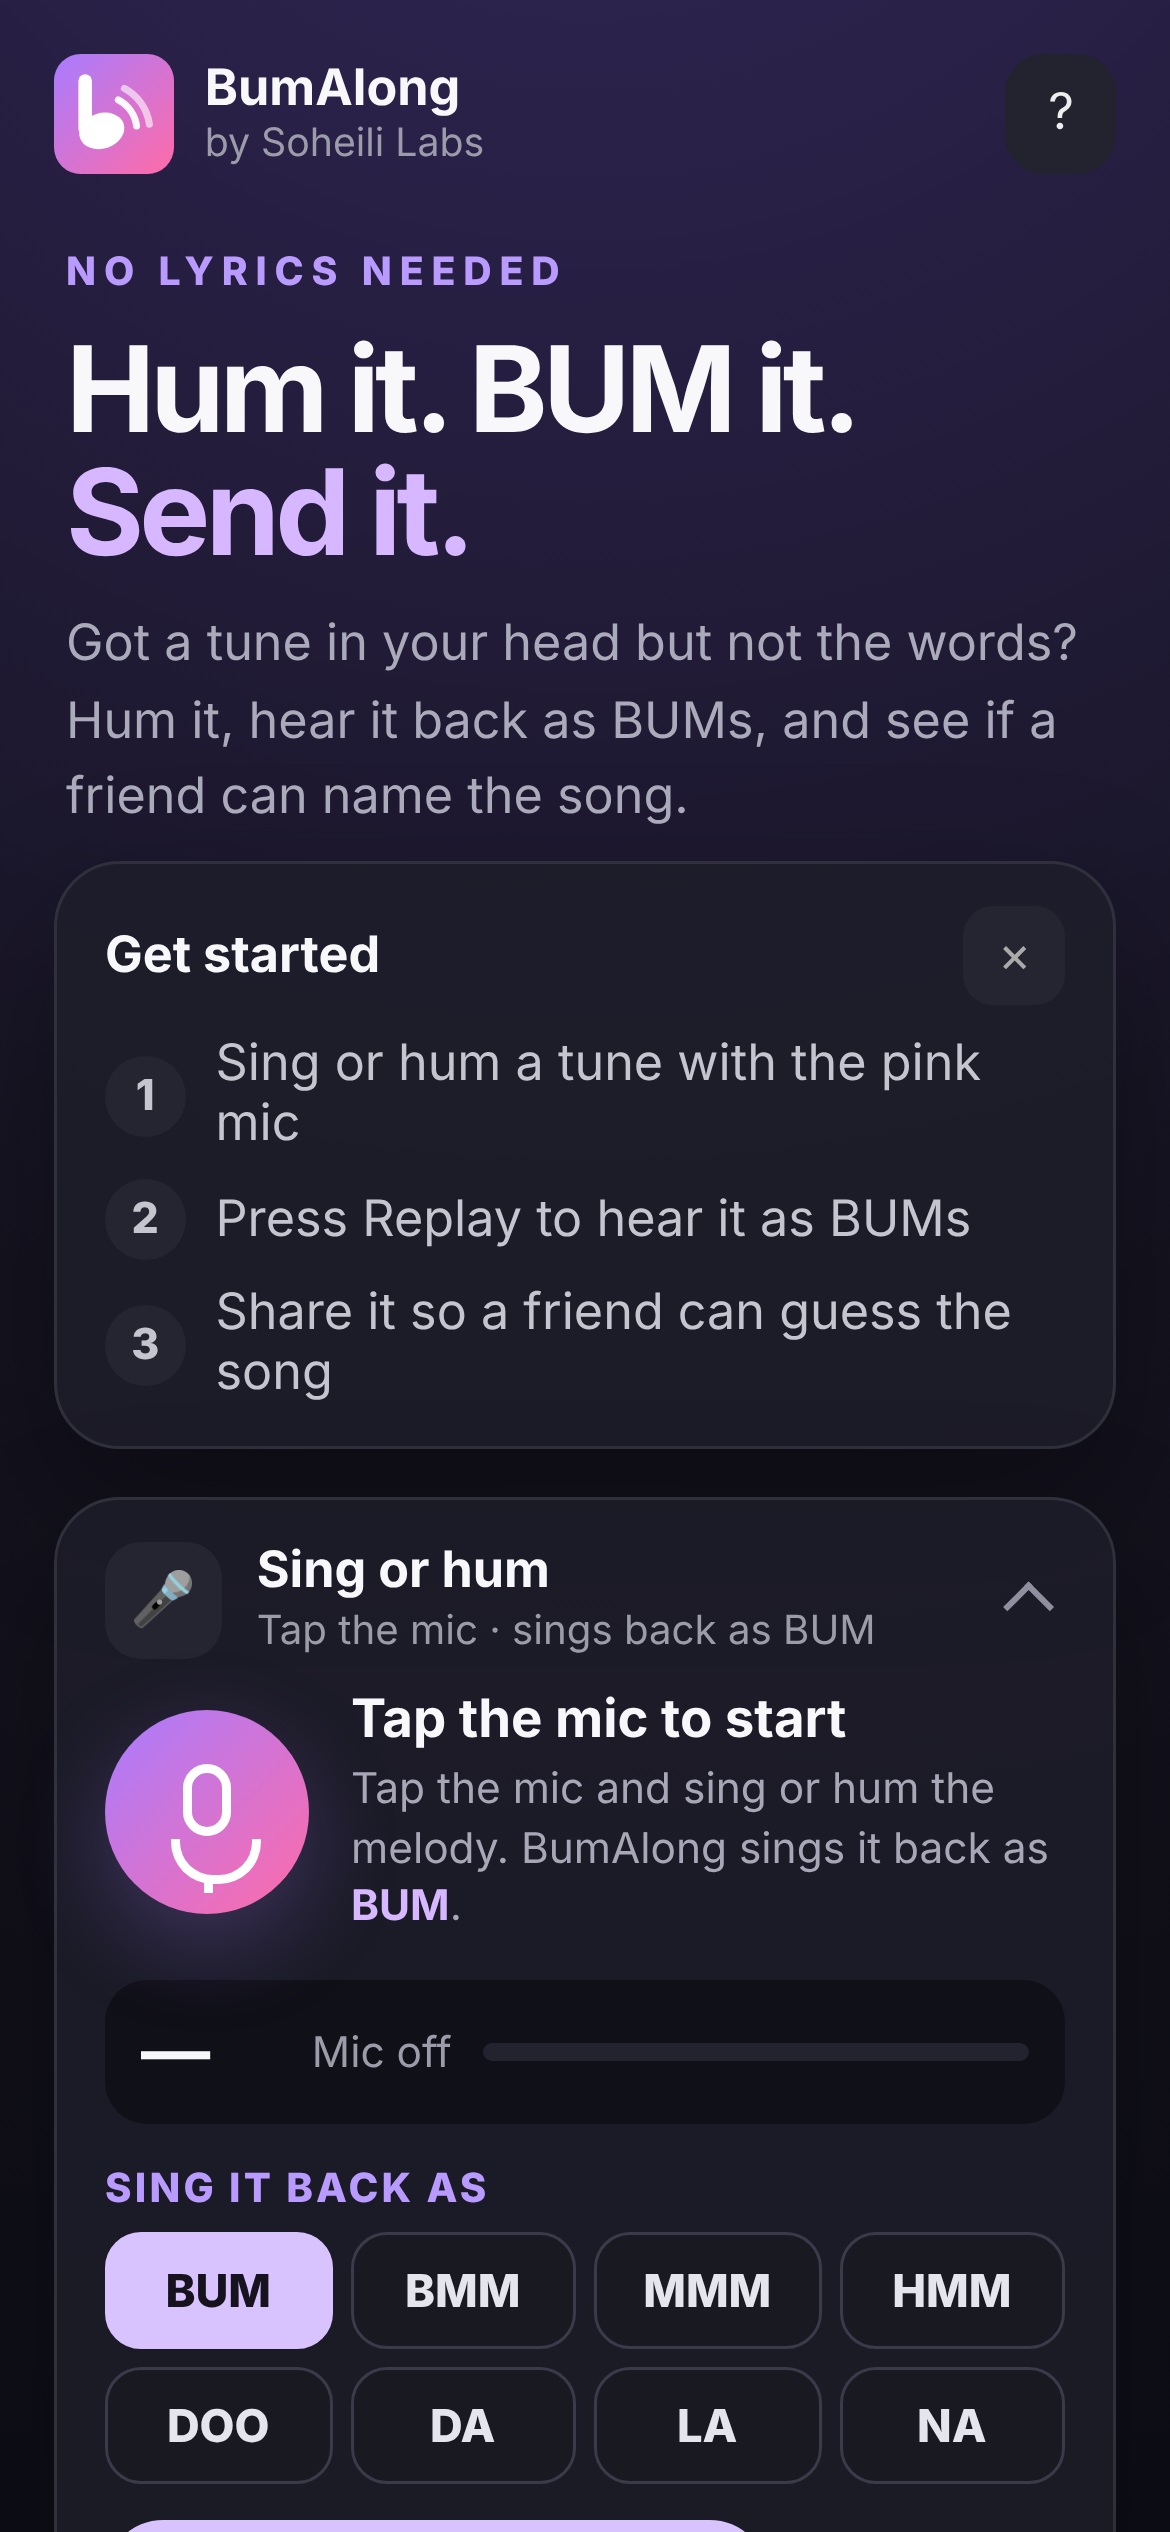 BumAlong
by Soheili Labs
?
NO LYRICS NEEDED
Hum it. BUM it.
Send it.
Got a tune in your head but not the words?
Hum it, hear it back as BUMs, and see if a
friend can name the song.
Get started
×
1
Sing or hum a tune with the pink
mic
2
Press Replay to hear it as BUMs
3
Share it so a friend can guess the
song
Sing or hum
Tap the mic · sings back as BUM
Tap the mic to start
Tap the mic and sing or hum the
melody. BumAlong sings it back as
BUM.
— Mic off
SING IT BACK AS
BUM BMM MMM HMM
DOO DA LA NA